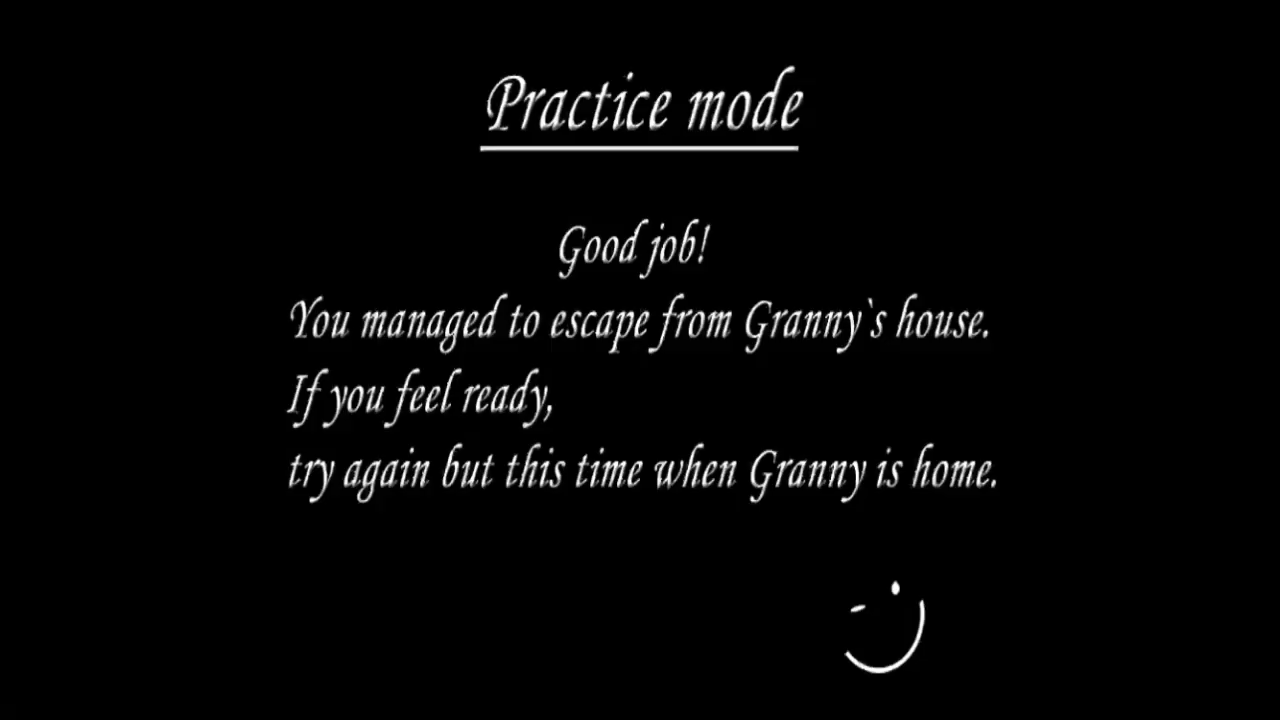 Practice mode
Good job!
You managed to escape from Granny`s house.
If you feel ready,
try again but this time when Granny is home.